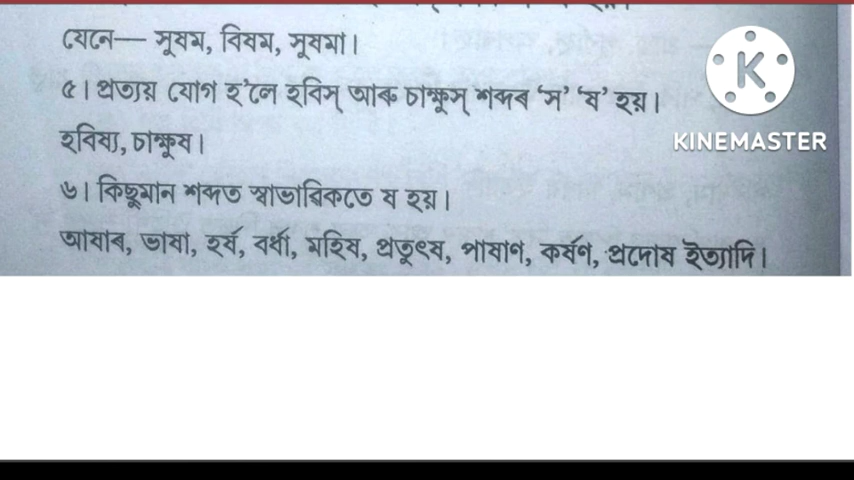 যেনে— সুষম, বিষম, সুষমা।
৫। প্ৰত্যয় যোগ হ'লে হবিস্ আৰু চাক্ষুস্ শব্দৰ 'স' 'ষ' হয়।
হবিষ্য, চাক্ষুষ।
৬। কিছুমান শব্দত স্বাভাৱিকতে ষ হয়।
আষাৰ, ভাষা, হৰ্ষ, বৰ্ষা, মহিষ, প্ৰত্যুৎষ, পাষাণ, কৰ্ষণ, প্ৰদোষ ইত্যাদি।
K
KINEMASTER